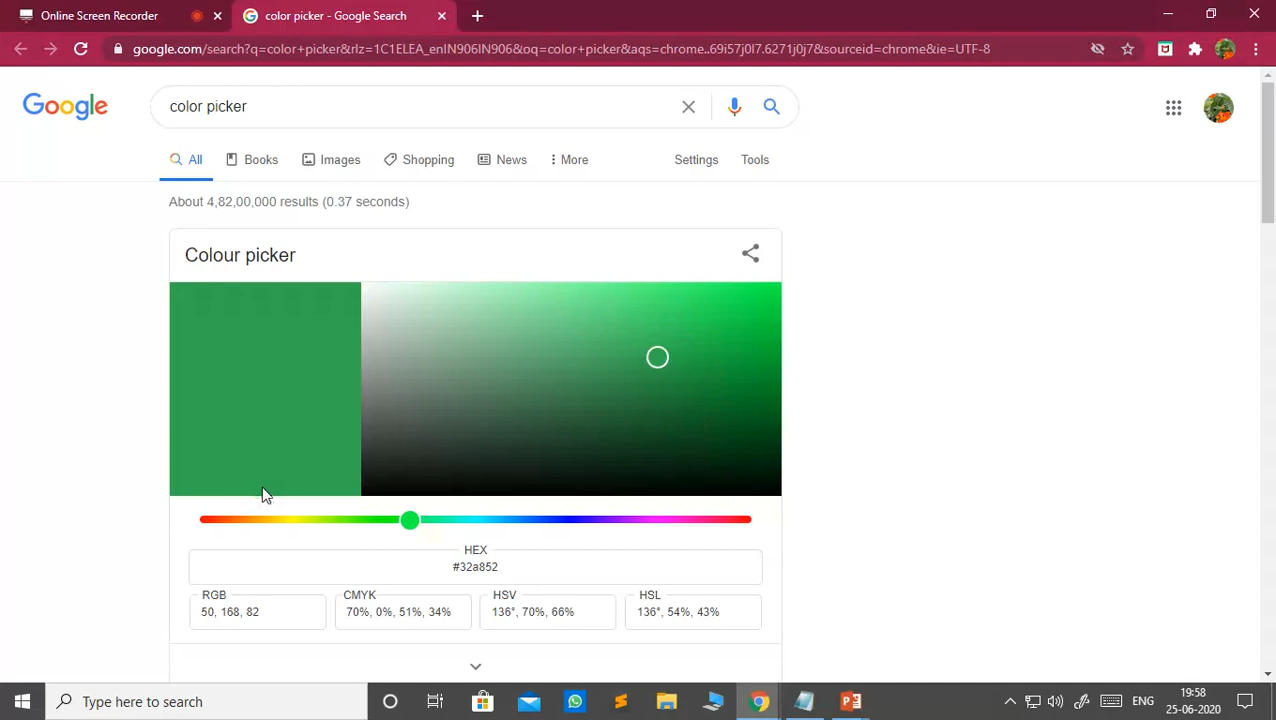 Online Screen Recorder
color picker - Google Search
google.com/search?q=color+picker&rlz=1C1ELEA_enIN906IN906&oq=color+picker&aqs=chrome..69i57j0l7.6271j0j7&sourceid=chrome&ie=UTF-8
Google
color picker
All
Books
Images
Shopping
News
More
Settings
Tools
About 4,82,00,000 results (0.37 seconds)
Colour picker
HEX
#32a852
RGB
50, 168, 82
CMYK
70%, 0%, 51%, 34%
HSV
136°, 70%, 66%
HSL
136°, 54%, 43%
Type here to search
ENG
19:58
25-06-2020